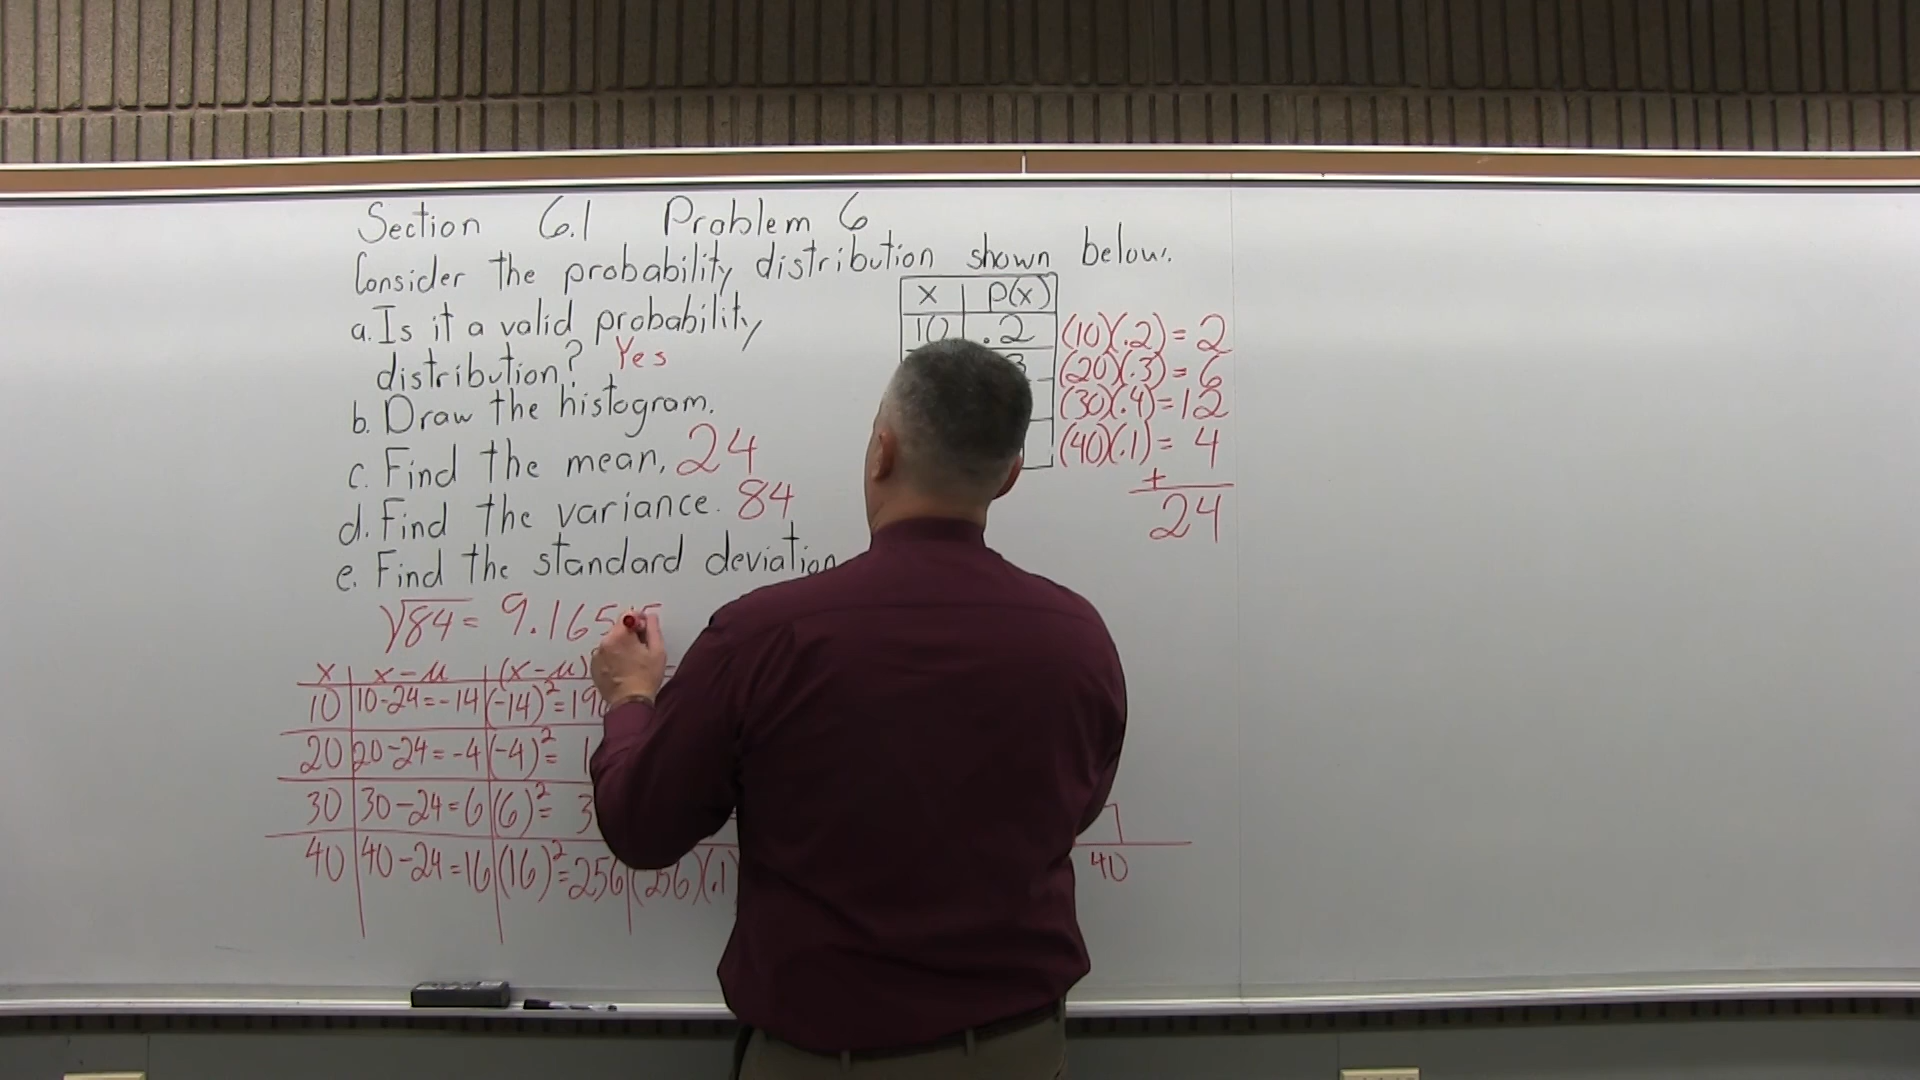 Section 6.1 Problem 6
Consider the probability distribution shown below.
a. Is it a valid probability
distribution? Yes
b. Draw the histogram.
c. Find the mean. 24
d. Find the variance. 84
e. Find the standard deviation
√84 = 9.165
x | P(x)
10 | .2
3
(10)(.2) = 2
(20)(.3) = 6
(30)(.4) = 12
(40)(.1) = 4
+
24
x | x - μ | (x - μ)
10 | 10-24=-14 | (-14)²=19
20 | 20-24=-4 | (-4)²= 1
30 | 30-24=6 | (6)²= 3
40 | 40-24=16 | (16)²=256 | (256)(.1
40